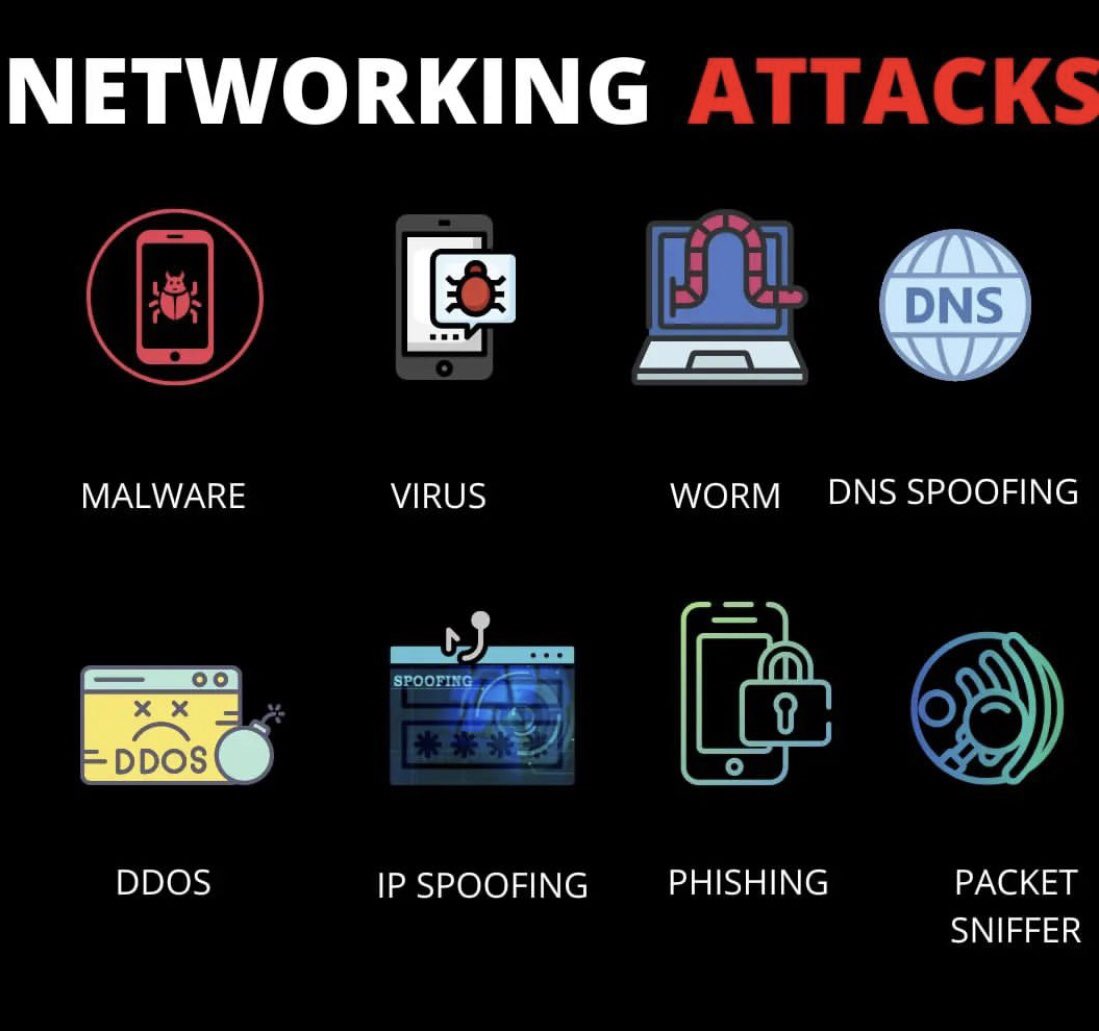 NETWORKING ATTACKS
DNS
MALWARE
VIRUS
WORM
DNS SPOOFING
DDOS
SPOOFING
****
DDOS
IP SPOOFING
PHISHING
PACKET
SNIFFER